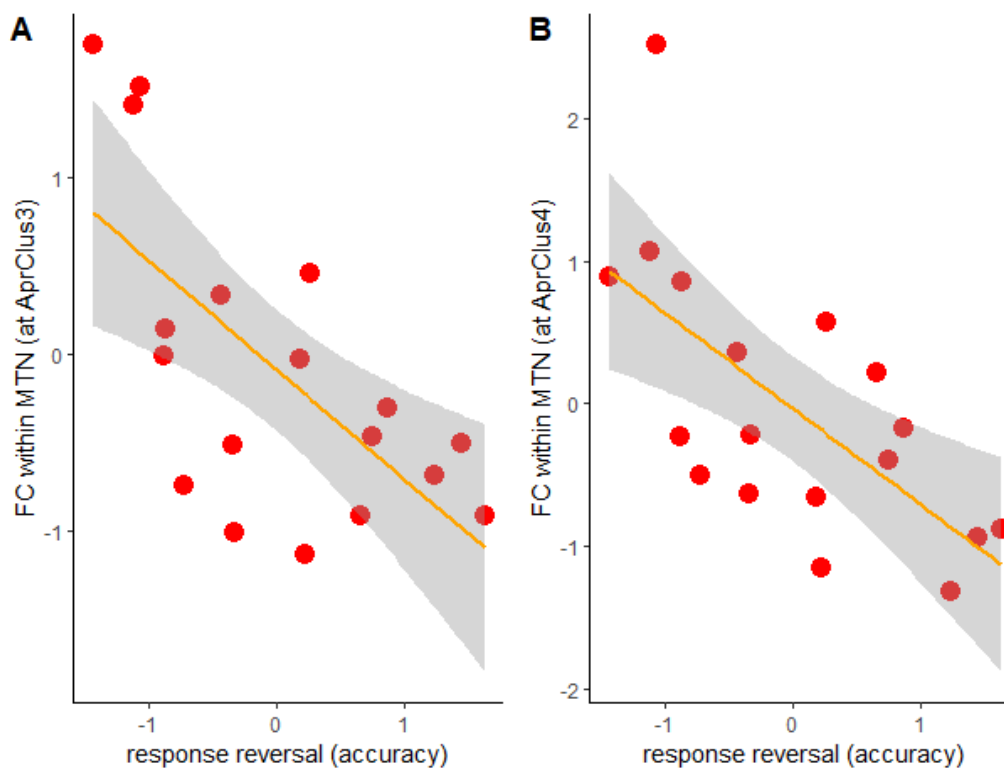 A
FC within MTN (at AprClus3)
1
0
-1
-1
0
1
response reversal (accuracy)
B
FC within MTN (at AprClus4)
2
1
0
-1
-2
-1
0
1
response reversal (accuracy)